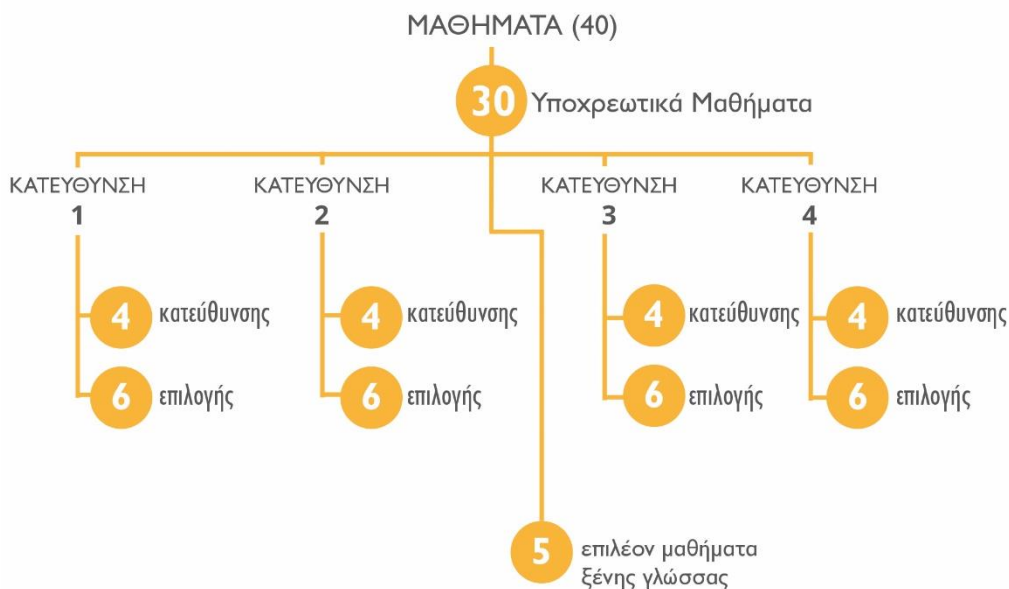 ΜΑΘΗΜΑΤΑ (40)
30 Υποχρεωτικά Μαθήματα
ΚΑΤΕΥΘΥΝΣΗ
1
4 κατεύθυνσης
6 επιλογής
ΚΑΤΕΥΘΥΝΣΗ
2
4 κατεύθυνσης
6 επιλογής
ΚΑΤΕΥΘΥΝΣΗ
3
4 κατεύθυνσης
6 επιλογής
ΚΑΤΕΥΘΥΝΣΗ
4
4 κατεύθυνσης
6 επιλογής
5 επιλέον μαθήματα
ξένης γλώσσας